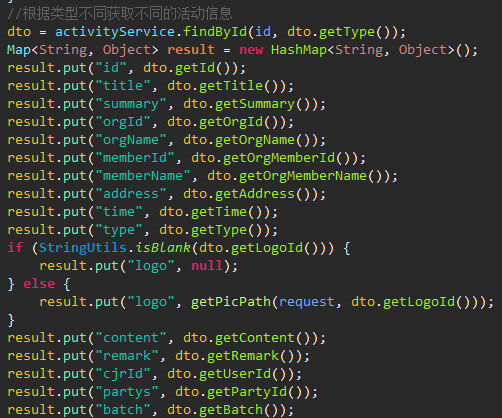 //根据类型不同获取不同的活动信息
dto = activityService.findById(id, dto.getType());
Map<String, Object> result = new HashMap<String, Object>();
result.put("id", dto.getId());
result.put("title", dto.getTitle());
result.put("summary", dto.getSummary());
result.put("orgId", dto.getOrgId());
result.put("orgName", dto.getOrgName());
result.put("memberId", dto.getOrgMemberId());
result.put("memberName", dto.getOrgMemberName());
result.put("address", dto.getAddress());
result.put("time", dto.getTime());
result.put("type", dto.getType());
if (StringUtils.isBlank(dto.getLogoId())) {
    result.put("logo", null);
} else {
    result.put("logo", getPicPath(request, dto.getLogoId()));
}
result.put("content", dto.getContent());
result.put("remark", dto.getRemark());
result.put("cjrId", dto.getUserId());
result.put("partys", dto.getPartyId());
result.put("batch", dto.getBatch());